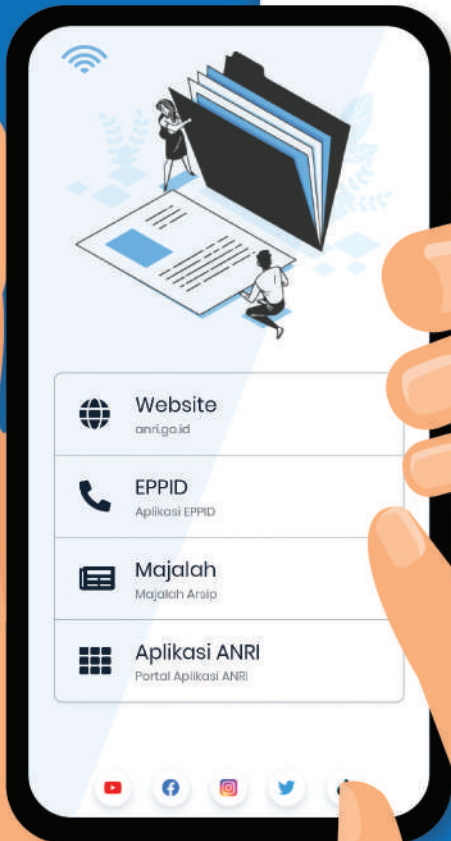 Website
anri.go.id
EPPID
Aplikasi EPPID
Majalah
Majalah Arsip
Aplikasi ANRI
Portal Aplikasi ANRI